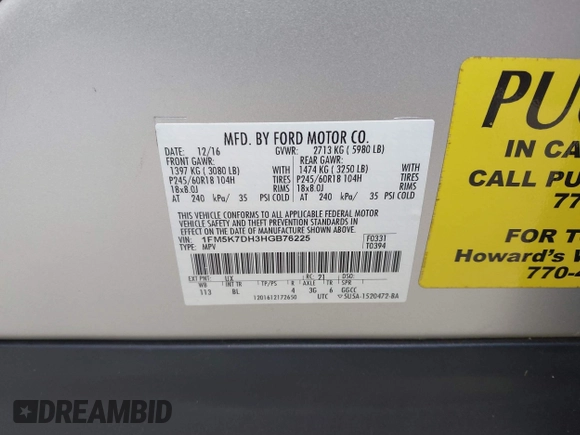 MFD. BY FORD MOTOR CO.
DATE: 12/16 GVWR: 2713 KG ( 5980 LB)
FRONT GAWR: REAR GAWR:
1397 KG ( 3080 LB) WITH 1474 KG ( 3250 LB) WITH
P245/60R18 104H TIRES P245/60R18 104H TIRES
18x8.0J RIMS 18x8.0J RIMS
AT 240 kPa/ 35 PSI COLD AT 240 kPa/ 35 PSI COLD
THIS VEHICLE CONFORMS TO ALL APPLICABLE FEDERAL MOTOR
VEHICLE SAFETY AND THEFT PREVENTION STANDARDS IN EFFECT
ON THE DATE OF MANUFACTURE SHOWN ABOVE.
VIN: 1FM5K7DH3HGB76225 F0331
TYPE: MPV T0394
EXT PNT: UX RC: 21 DSO:
WB INT TR TP/PS R AXLE TR SPR
113 BL 4 3G 6 GGCC
1201612172650 UTC SUSA-1520472-BA
PU
IN CA
CALL PU
77
FOR T
Howard's W
770-4
DREAMBID